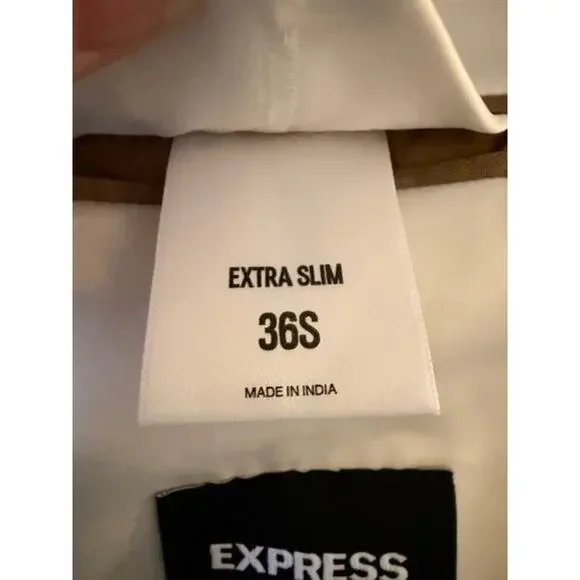 EXTRA SLIM
36S
MADE IN INDIA
EXPRESS